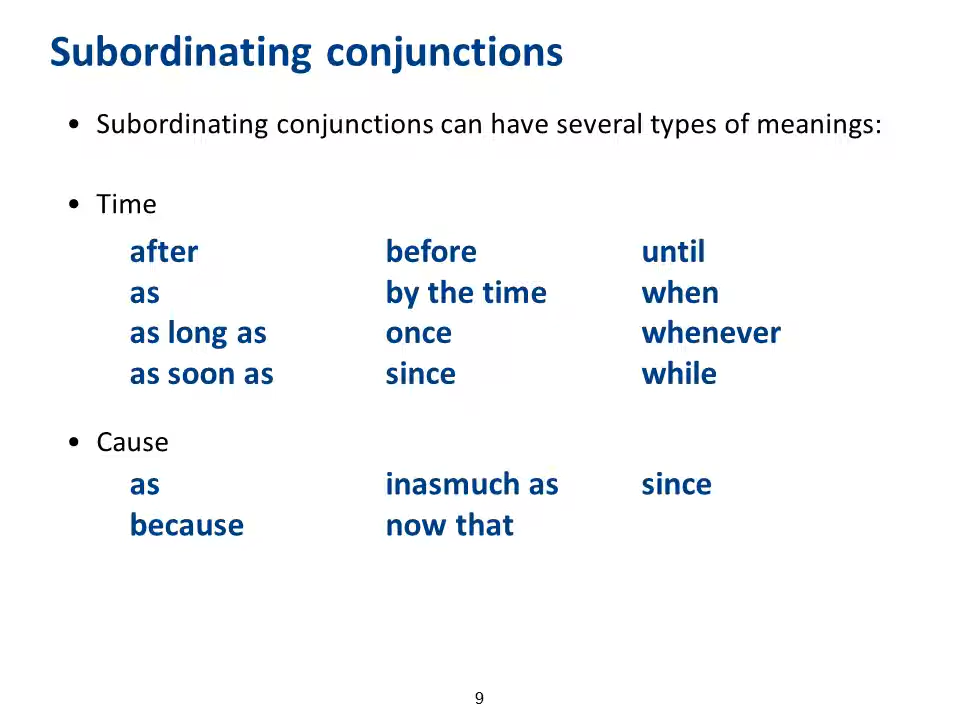 Subordinating conjunctions
• Subordinating conjunctions can have several types of meanings:
• Time
after before until
as by the time when
as long as once whenever
as soon as since while
• Cause
as inasmuch as since
because now that
9